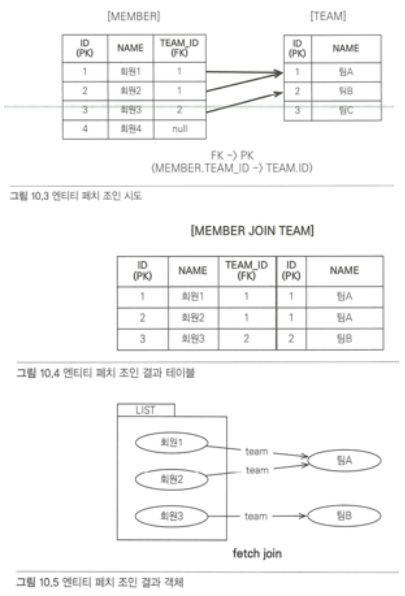 [MEMBER] [TEAM]
ID (PK) NAME TEAM_ID (FK) ID (PK) NAME
1 회원1 1 1 팀A
2 회원2 1 2 팀B
3 회원3 2 3 팀C
4 회원4 null
FK -> PK
(MEMBER.TEAM_ID -> TEAM.ID)
그림 10.3 엔티티 페치 조인 시도
[MEMBER JOIN TEAM]
ID (PK) NAME TEAM_ID (FK) ID (PK) NAME
1 회원1 1 1 팀A
2 회원2 1 1 팀A
3 회원3 2 2 팀B
그림 10.4 엔티티 페치 조인 결과 테이블
LIST
회원1 team 팀A
회원2 team
회원3 team 팀B
fetch join
그림 10.5 엔티티 페치 조인 결과 객체